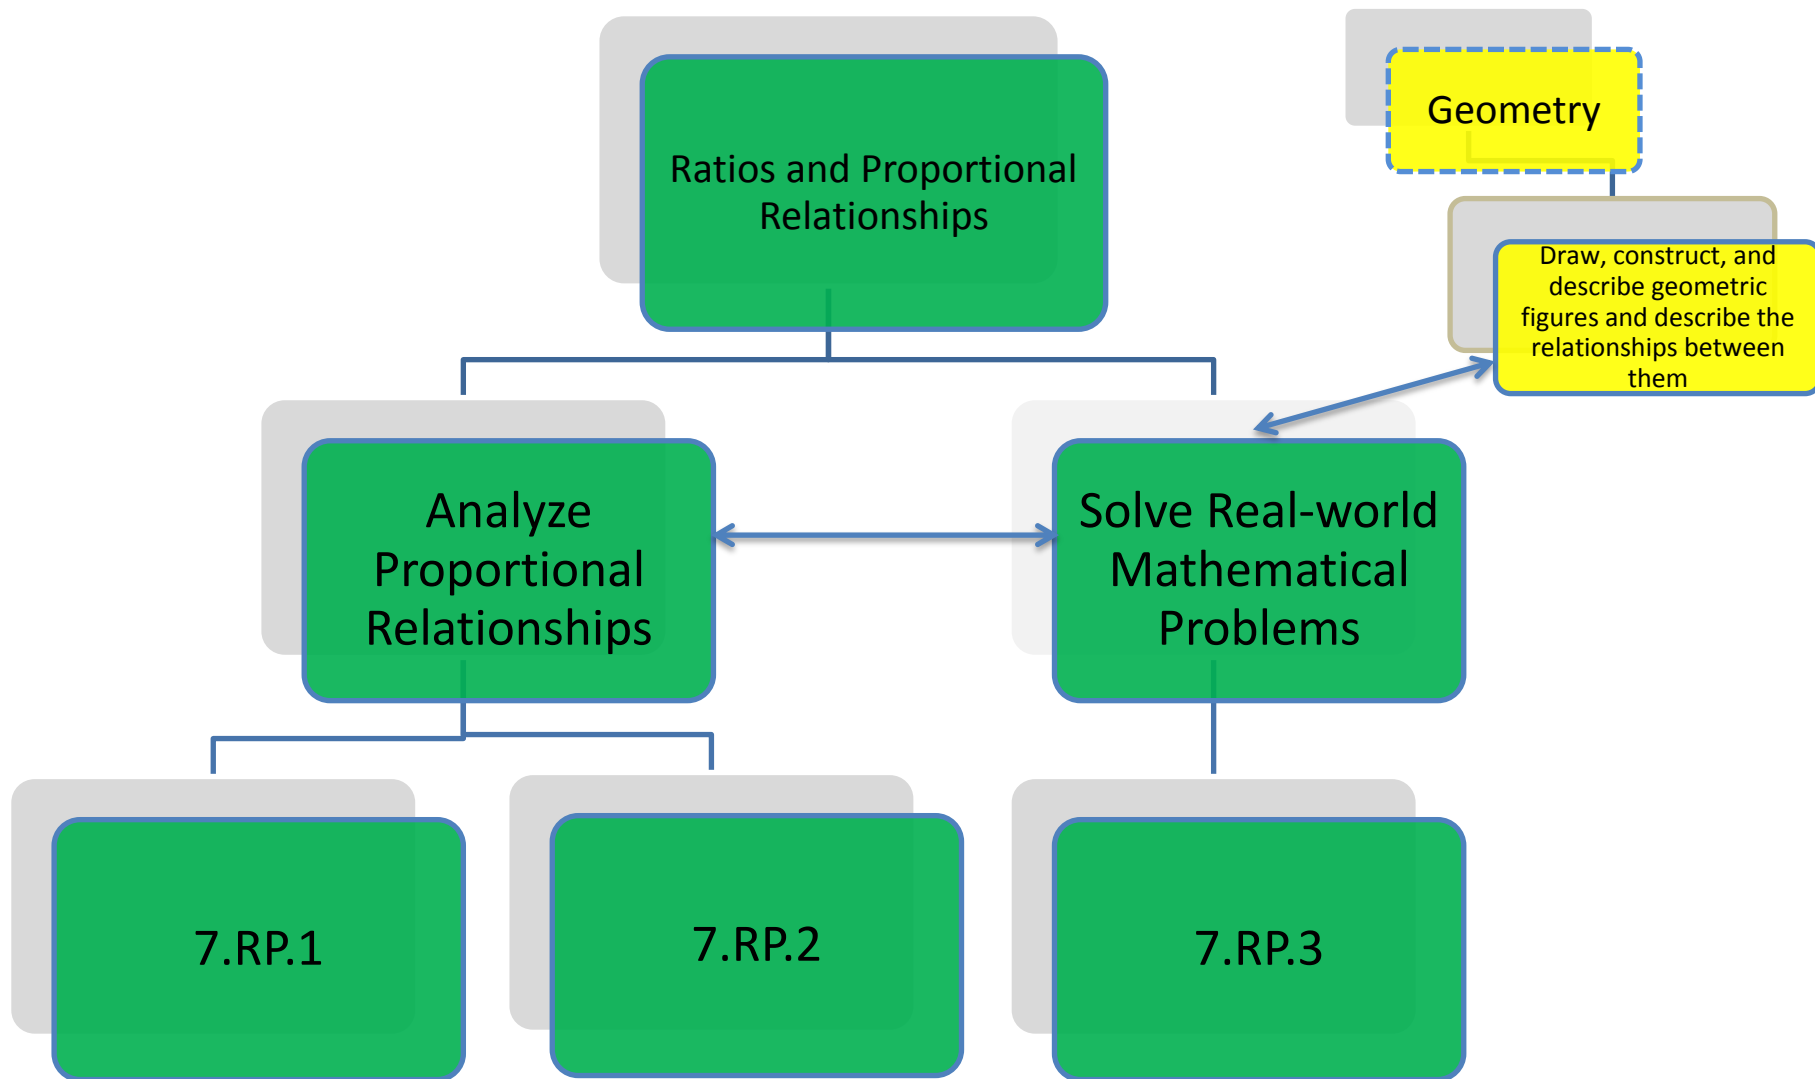 Ratios and Proportional
Relationships
Geometry
Draw, construct, and
describe geometric
figures and describe the
relationships between
them
Analyze
Proportional
Relationships
Solve Real-world
Mathematical
Problems
7.RP.1
7.RP.2
7.RP.3